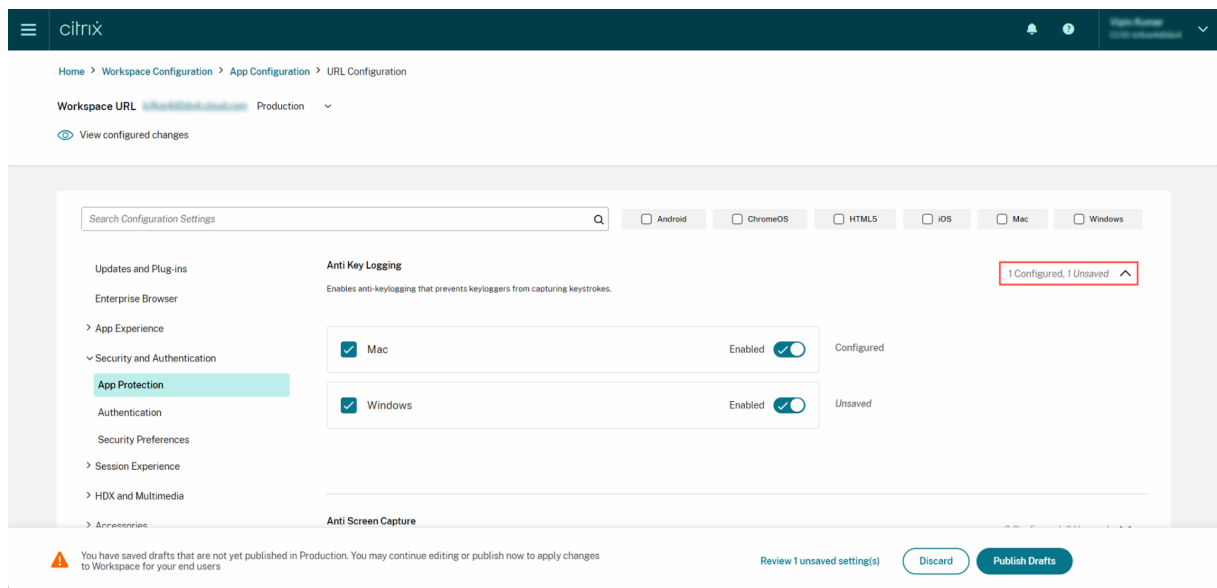 citrix
Home > Workspace Configuration > App Configuration > URL Configuration
Workspace URL Production
View configured changes
Search Configuration Settings
Android
ChromeOS
HTML5
iOS
Mac
Windows
Updates and Plug-ins
Enterprise Browser
App Experience
Security and Authentication
App Protection
Authentication
Security Preferences
Session Experience
HDX and Multimedia
Accessories
Anti Key Logging
1 Configured, 1 Unsaved
Enables anti-keylogging that prevents keyloggers from capturing keystrokes.
Mac Enabled Configured
Windows Enabled Unsaved
Anti Screen Capture
You have saved drafts that are not yet published in Production. You may continue editing or publish now to apply changes
to Workspace for your end users
Review 1 unsaved setting(s)
Discard
Publish Drafts